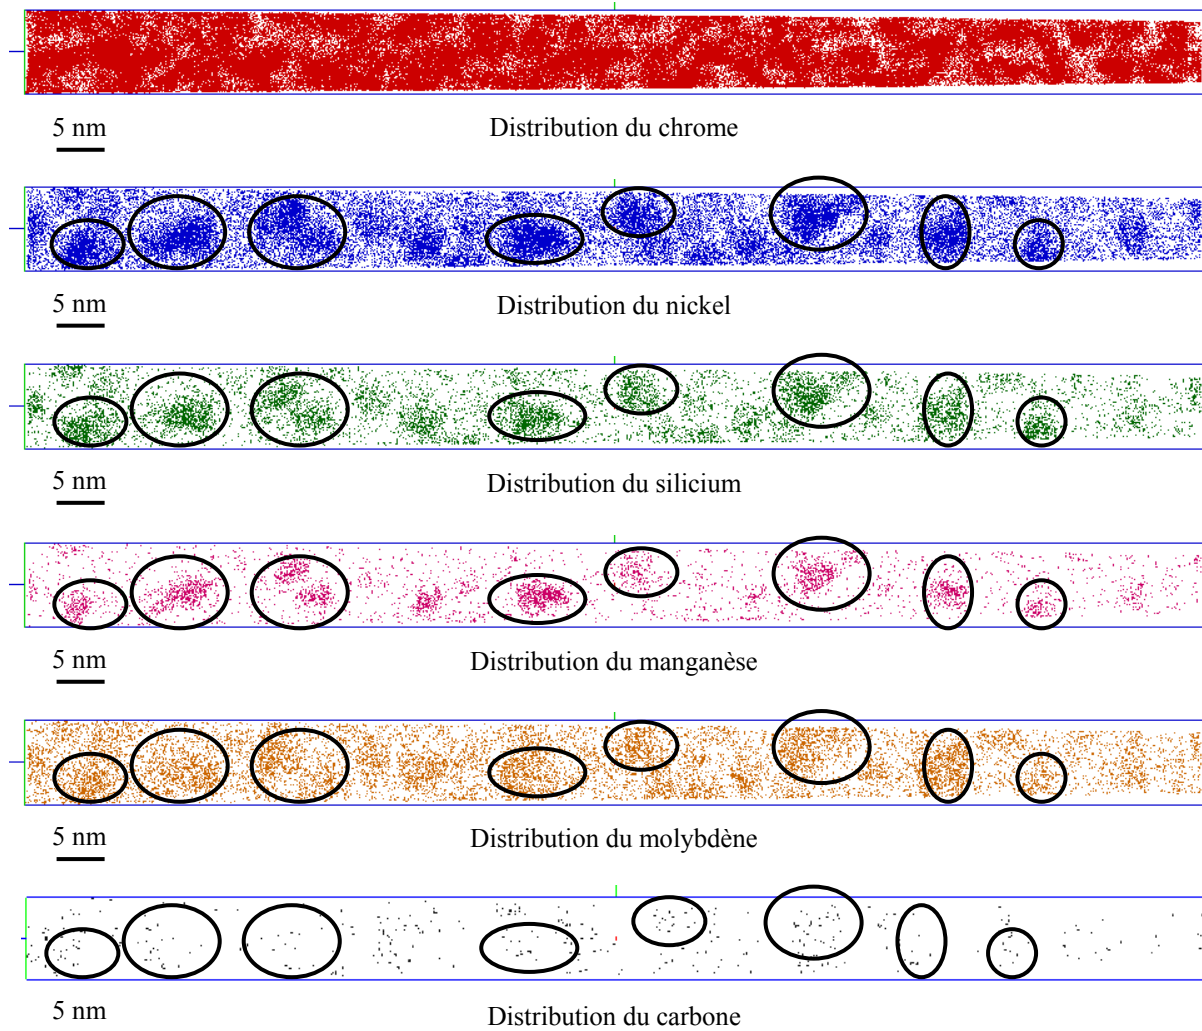 5 nm
Distribution du chrome
5 nm
Distribution du nickel
5 nm
Distribution du silicium
5 nm
Distribution du manganèse
5 nm
Distribution du molybdène
5 nm
Distribution du carbone